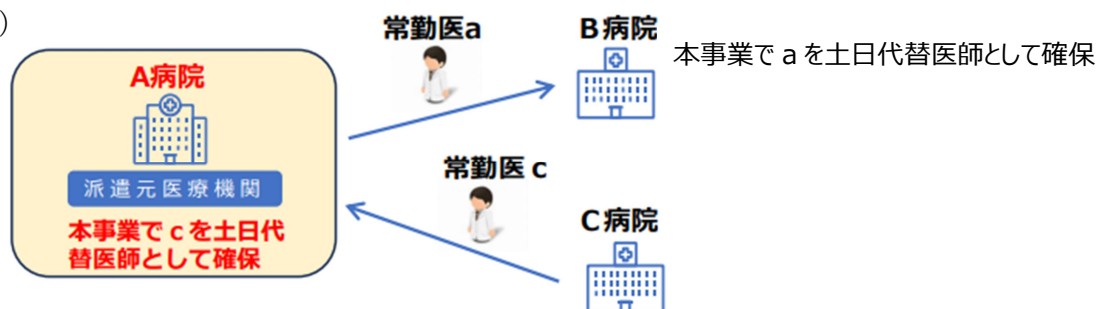 ）
常勤医a
B病院
本事業でａを土日代替医師として確保
A病院
派遣元医療機関
本事業でｃを土日代
替医師として確保
常勤医ｃ
C病院